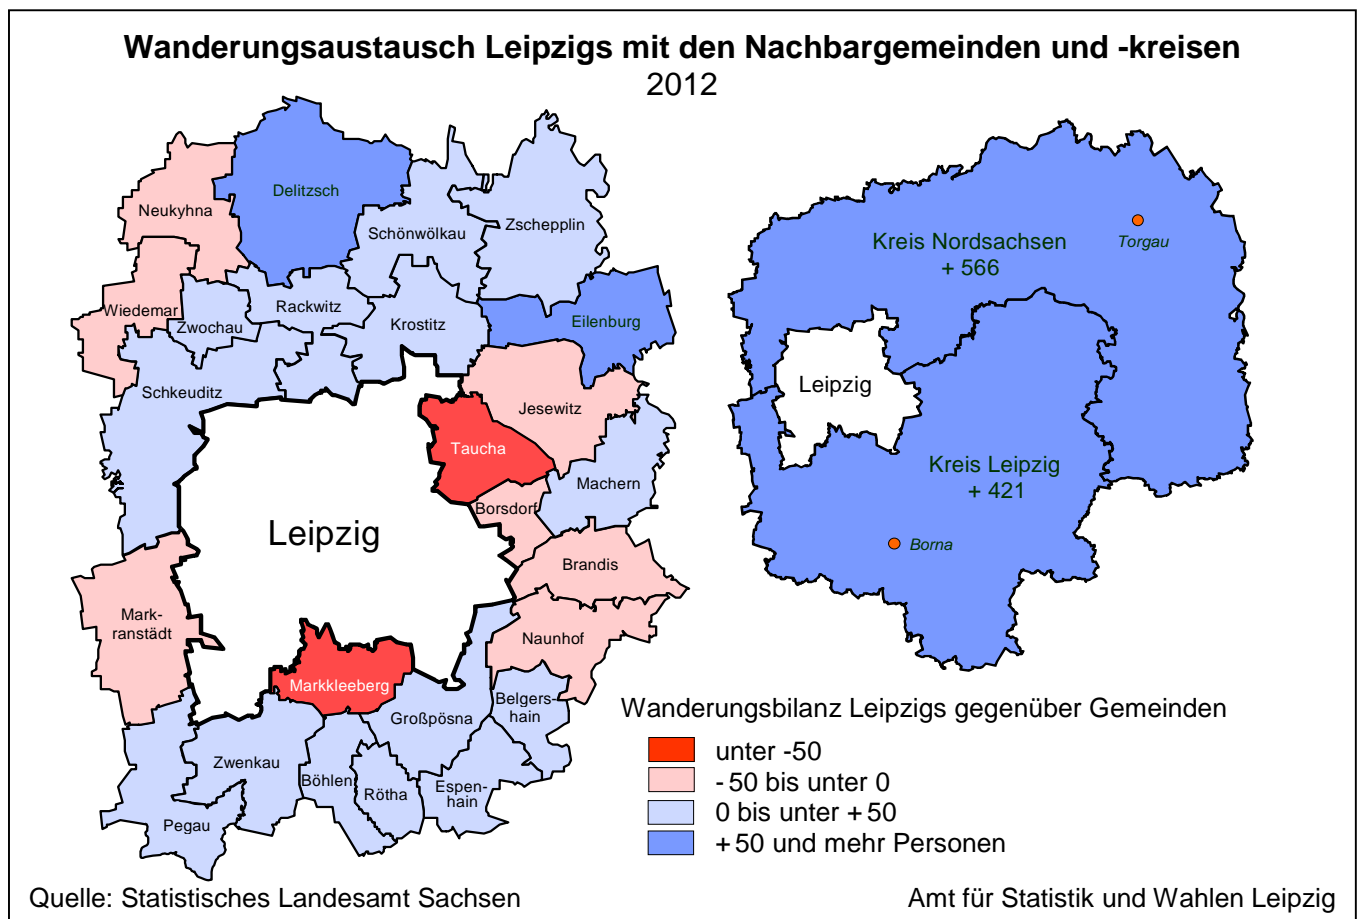 Wanderungsaustausch Leipzigs mit den Nachbargemeinden und -kreisen
2012
Delitzsch
Neukyhna
Schönwölkau
Zschepplin
Wiedemar
Zwochau
Rackwitz
Krostitz
Eilenburg
Schkeuditz
Jesewitz
Taucha
Machern
Borsdorf
Leipzig
Brandis
Mark-
ranstädt
Naunhof
Markkleeberg
Belgers-
hain
Großpösna
Zwenkau
Böhlen
Rötha
Espen-
hain
Pegau
Kreis Nordsachsen
+ 566
Torgau
Leipzig
Kreis Leipzig
+ 421
Borna
Wanderungsbilanz Leipzigs gegenüber Gemeinden
unter -50
- 50 bis unter 0
0 bis unter + 50
+ 50 und mehr Personen
Quelle: Statistisches Landesamt Sachsen
Amt für Statistik und Wahlen Leipzig